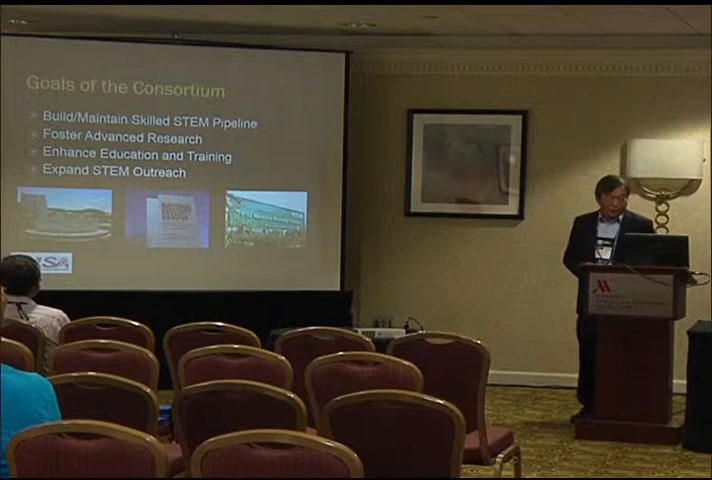 Goals of the Consortium
Build/Maintain Skilled STEM Pipeline
Foster Advanced Research
Enhance Education and Training
Expand STEM Outreach